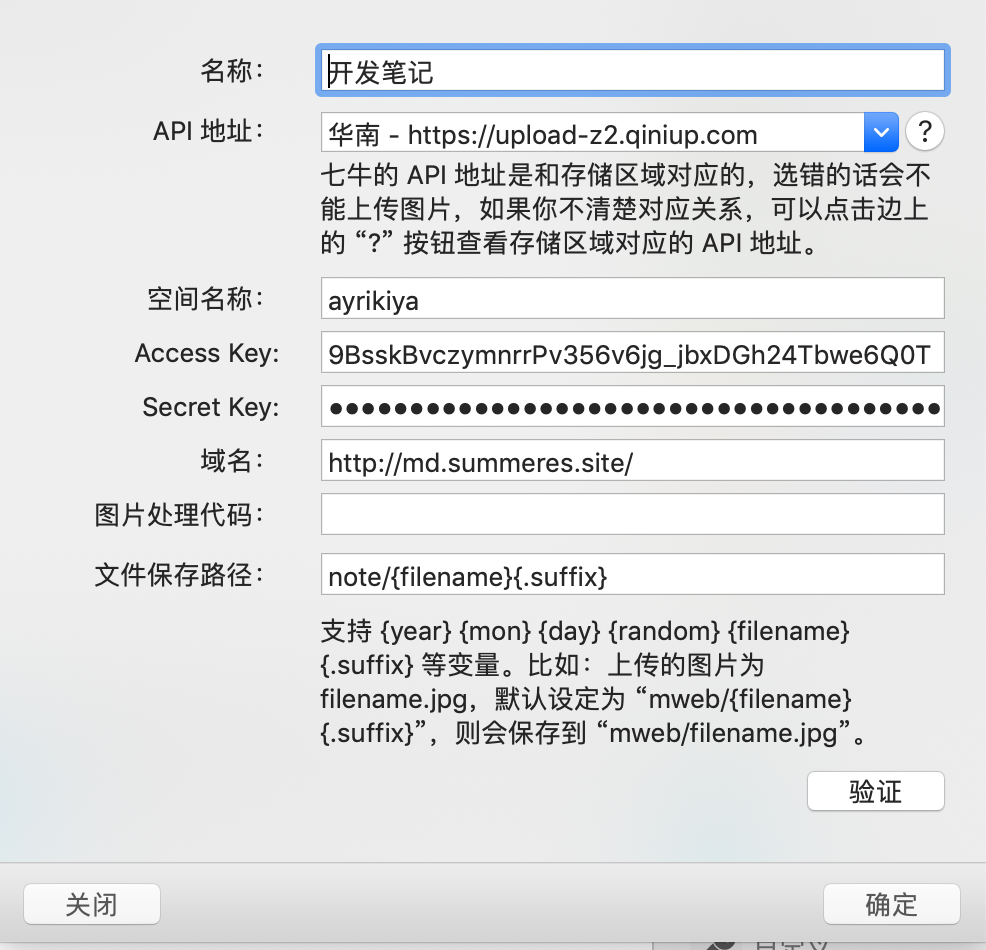 名称：
开发笔记
API 地址：
华南 - https://upload-z2.qiniup.com
?
七牛的 API 地址是和存储区域对应的，选错的话会不
能上传图片，如果你不清楚对应关系，可以点击边上
的 “?” 按钮查看存储区域对应的 API 地址。
空间名称：
ayrikiya
Access Key:
9BsskBvczymnrrPv356v6jg_jbxDGh24Tbwe6Q0T
Secret Key:
●●●●●●●●●●●●●●●●●●●●●●●●●●●●●●●●●●●●●●
域名：
http://md.summeres.site/
图片处理代码：
文件保存路径：
note/{filename}{.suffix}
支持 {year} {mon} {day} {random} {filename}
{.suffix} 等变量。比如：上传的图片为
filename.jpg，默认设定为 “mweb/{filename}
{.suffix}”，则会保存到 “mweb/filename.jpg”。
验证
关闭
确定